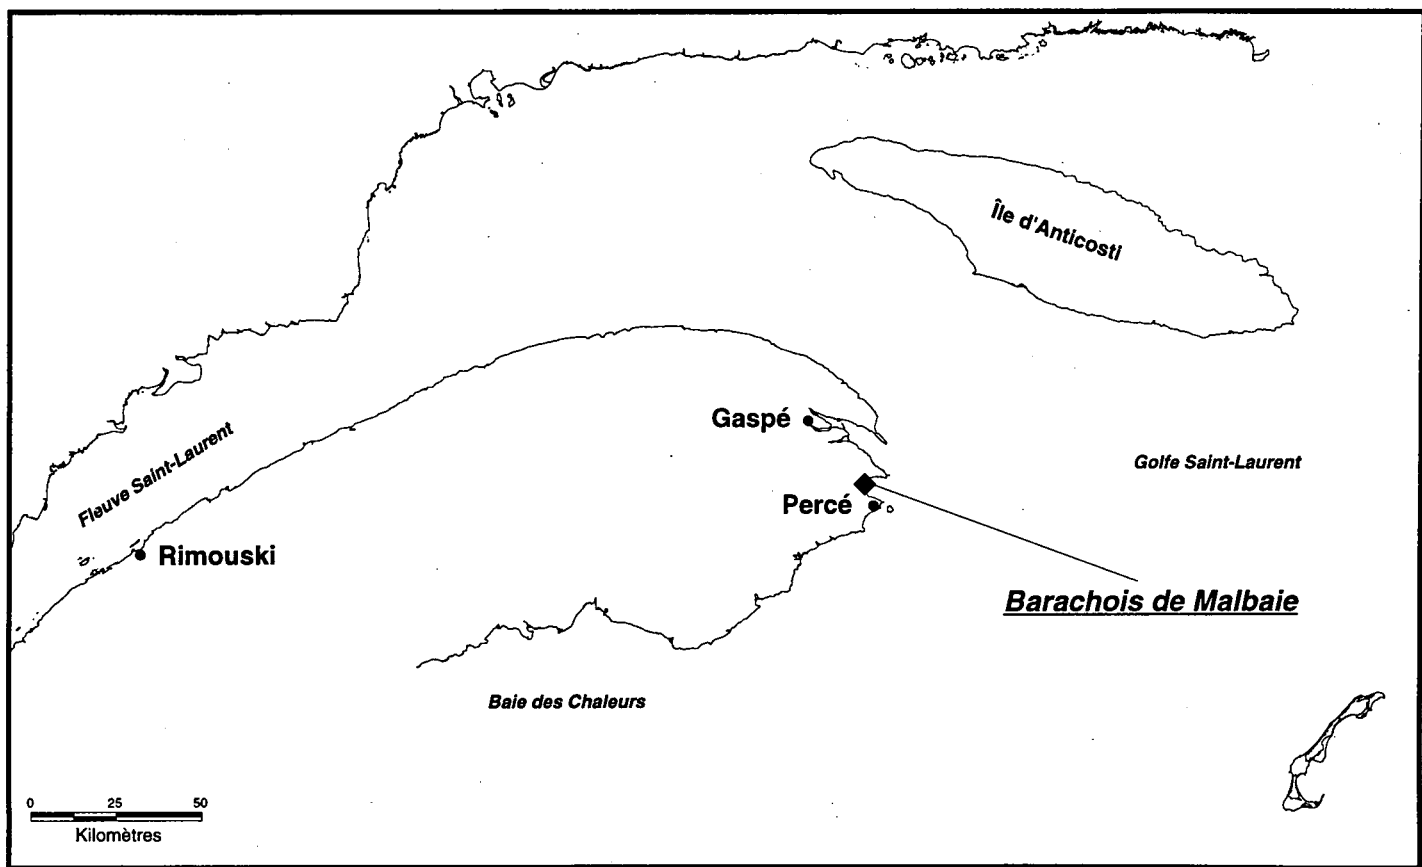 Île d'Anticosti
Gaspé
Golfe Saint-Laurent
Fleuve Saint-Laurent
Percé
Rimouski
Barachois de Malbaie
Baie des Chaleurs
0 25 50
Kilomètres